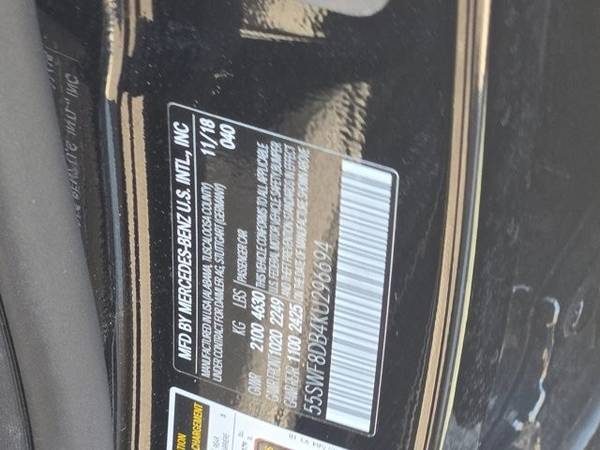 MFD BY MERCEDES-BENZ U.S. INTL., INC
MANUFACTURED IN USA (ALABAMA, TUSCALOOSA COUNTY)
UNDER CONTRACT FOR DAIMLER AG, STUTTGART (GERMANY)
11/18
040
KG LBS
GVWR 2100 4630
GAWR-FRONT 1020 2249
GAWR-REAR 1100 2425
PASSENGER CAR
THIS VEHICLE CONFORMS TO ALL APPLICABLE
U.S. FEDERAL MOTOR VEHICLE SAFETY, BUMPER
AND THEFT PREVENTION STANDARDS IN EFFECT
ON THE DATE OF MANUFACTURE SHOWN ABOVE
55SWF8DB4KU296694
CHARGEMENT